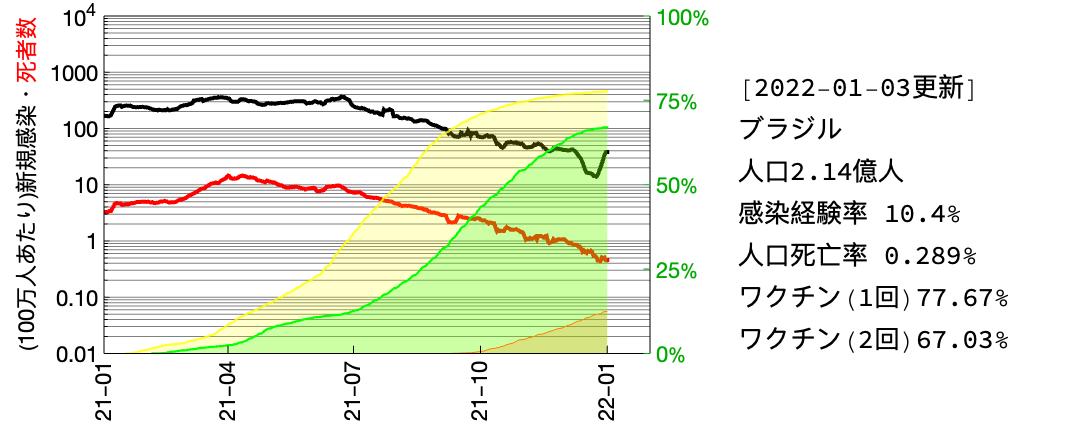 (100万人あたり)新規感染・死者数
10^4
1000
100
10
1
0.10
0.01
100%
75%
50%
25%
0%
21-01
21-04
21-07
21-10
22-01
[2022-01-03更新]
ブラジル
人口2.14億人
感染経験率 10.4%
人口死亡率 0.289%
ワクチン(1回)77.67%
ワクチン(2回)67.03%